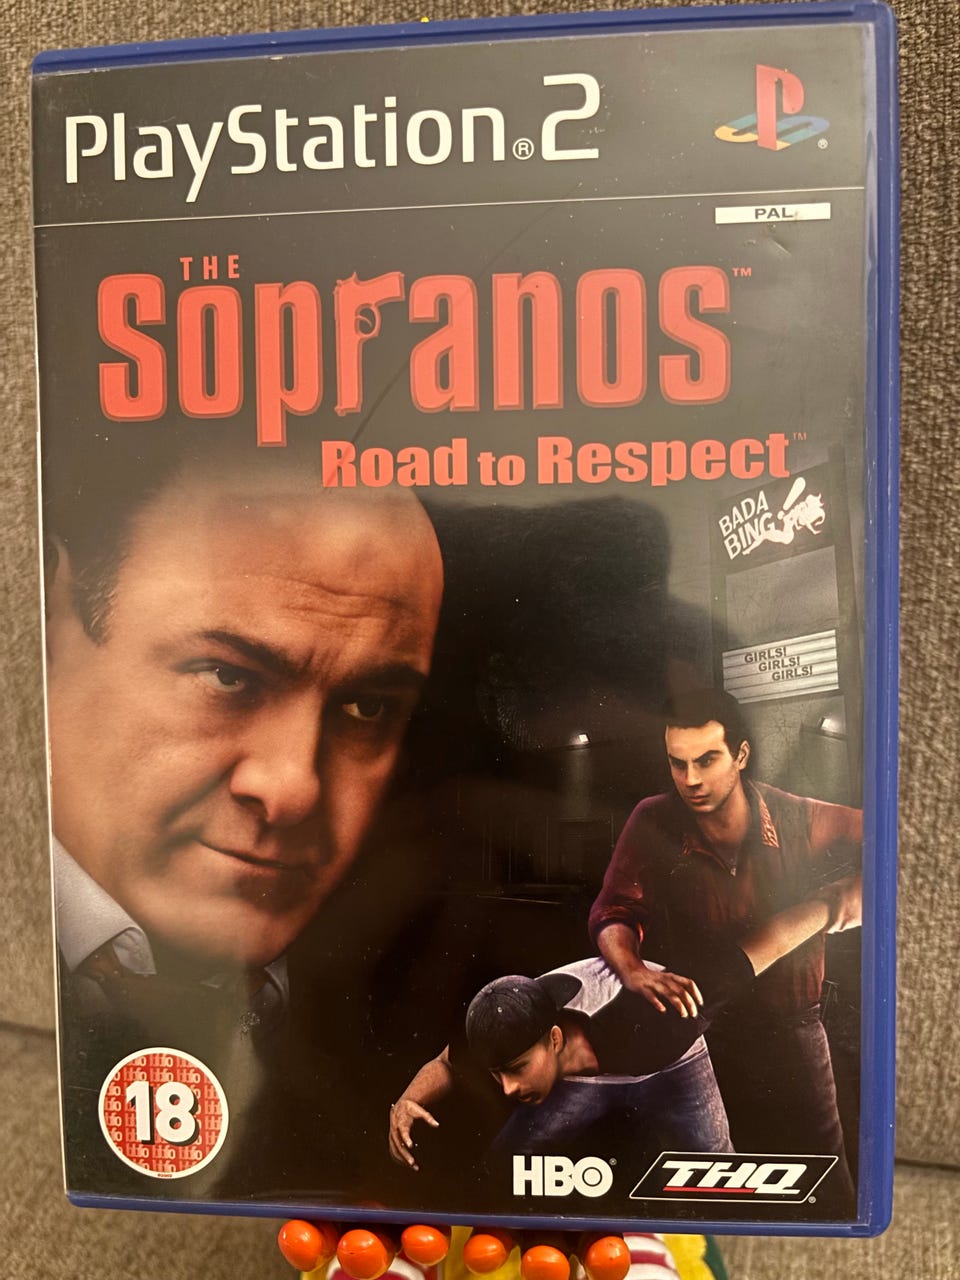 PlayStation®2
PAL
THE
Sopranos™
Road to Respect™
BADA
BING
GIRLS!
GIRLS!
GIRLS!
18
HBO®
THQ®